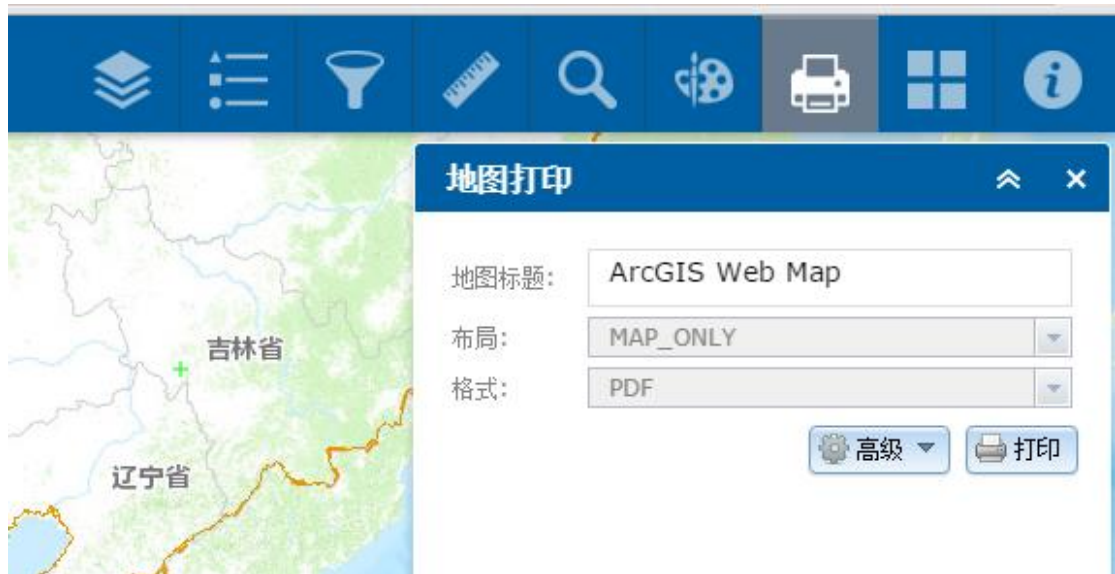 地图打印
地图标题: ArcGIS Web Map
布局: MAP_ONLY
格式: PDF
高级 打印
吉林省
辽宁省